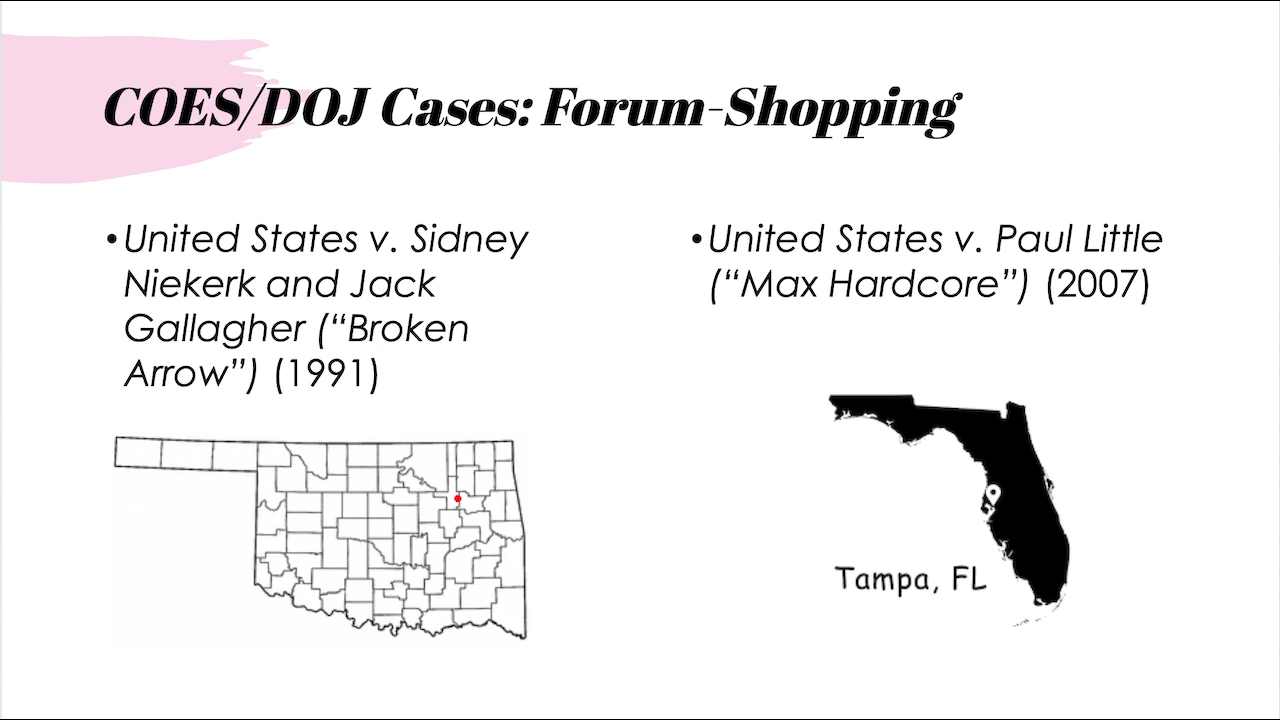 COES/DOJ Cases: Forum-Shopping
•United States v. Sidney
Niekerk and Jack
Gallagher (“Broken
Arrow”) (1991)
•United States v. Paul Little
(“Max Hardcore”) (2007)
Tampa, FL